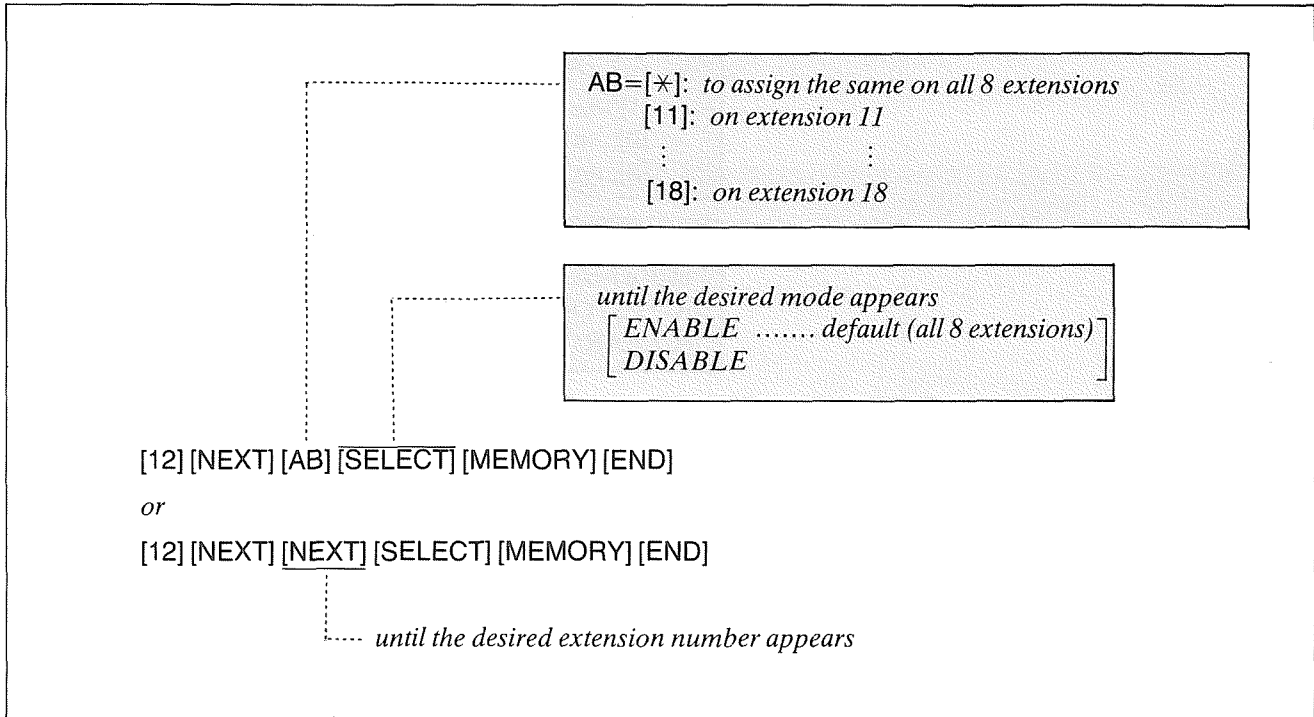 AB=[✳]: to assign the same on all 8 extensions
[11]: on extension 11
⋮ ⋮
[18]: on extension 18
until the desired mode appears
[ENABLE ....... default (all 8 extensions)]
DISABLE
[12] [NEXT] [AB] [SELECT] [MEMORY] [END]
or
[12] [NEXT] [NEXT] [SELECT] [MEMORY] [END]
until the desired extension number appears